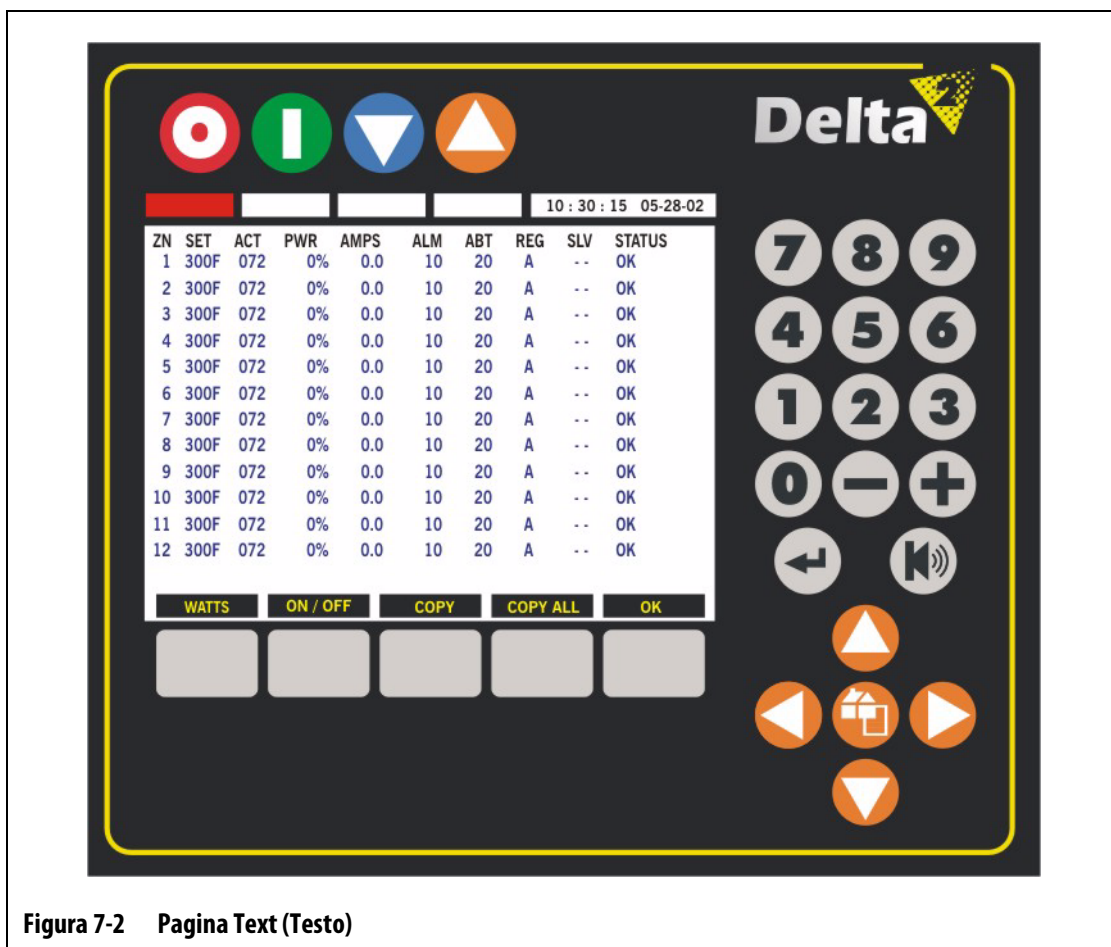 Delta 2
10 : 30 : 15 05-28-02
ZN SET ACT PWR AMPS ALM ABT REG SLV STATUS
1 300F 072 0% 0.0 10 20 A - - OK
2 300F 072 0% 0.0 10 20 A - - OK
3 300F 072 0% 0.0 10 20 A - - OK
4 300F 072 0% 0.0 10 20 A - - OK
5 300F 072 0% 0.0 10 20 A - - OK
6 300F 072 0% 0.0 10 20 A - - OK
7 300F 072 0% 0.0 10 20 A - - OK
8 300F 072 0% 0.0 10 20 A - - OK
9 300F 072 0% 0.0 10 20 A - - OK
10 300F 072 0% 0.0 10 20 A - - OK
11 300F 072 0% 0.0 10 20 A - - OK
12 300F 072 0% 0.0 10 20 A - - OK
WATTS ON / OFF COPY COPY ALL OK
7 8 9
4 5 6
1 2 3
0 − +
Figura 7-2 Pagina Text (Testo)